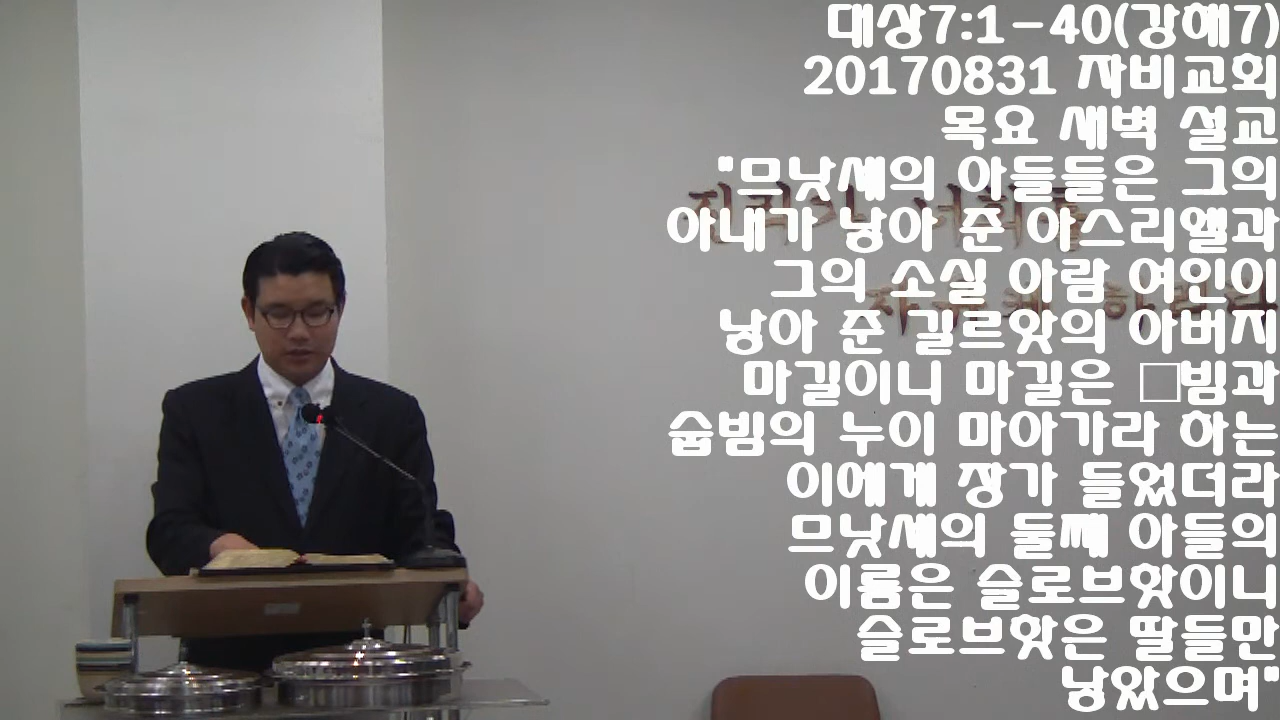 대상7:1-40(강해7)
20170831 자비교회
목요 새벽 설교
"므낫세의 아들들은 그의
아내가 낳아 준 아스리엘과
그의 소실 아람 여인이
낳아 준 길르앗의 아버지
마길이니 마길은 □빔과
숩빔의 누이 마아가라 하는
이에게 장가 들었더라
므낫세의 둘째 아들의
이름은 슬로브핫이니
슬로브핫은 딸들만
낳았으며"